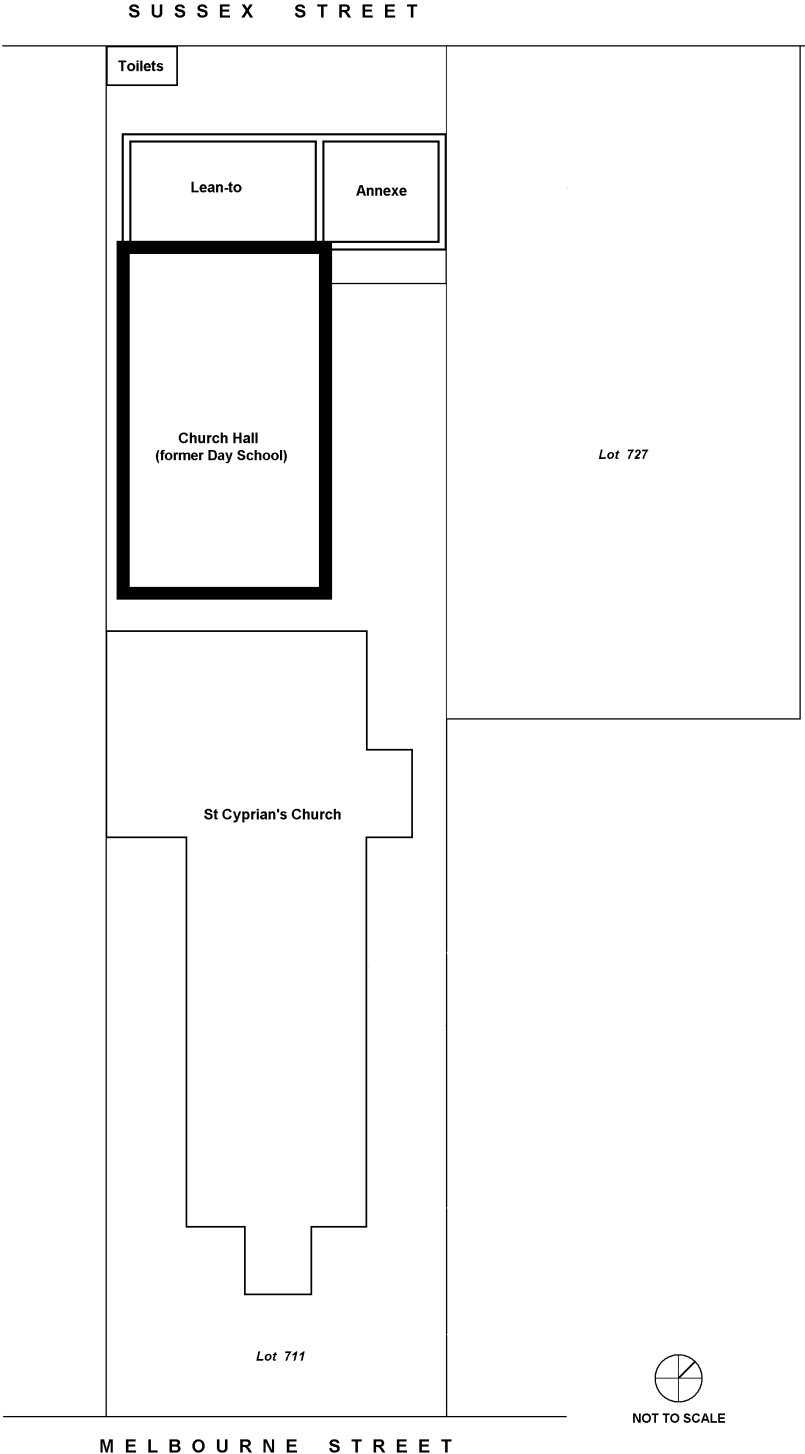 SUSSEX STREET
Toilets
Lean-to
Annexe
Church Hall
(former Day School)
Lot 727
St Cyprian's Church
Lot 711
NOT TO SCALE
MELBOURNE STREET